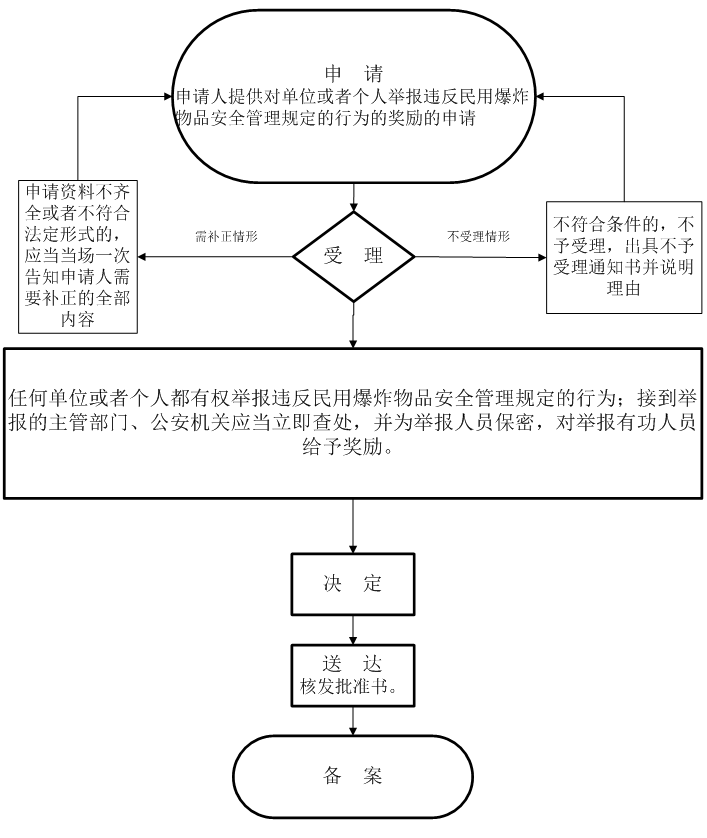 申 请
申请人提供对单位或者个人举报违反民用爆炸
物品安全管理规定的行为的奖励的申请
申请资料不齐
全或者不符合
法定形式的，
应当当场一次
告知申请人需
要补正的全部
内容
需补正情形
受 理
不受理情形
不符合条件的，不
予受理，出具不予
受理通知书并说明
理由
任何单位或者个人都有权举报违反民用爆炸物品安全管理规定的行为；接到举
报的主管部门、公安机关应当立即查处，并为举报人员保密，对举报有功人员
给予奖励。
决 定
送 达
核发批准书。
备 案